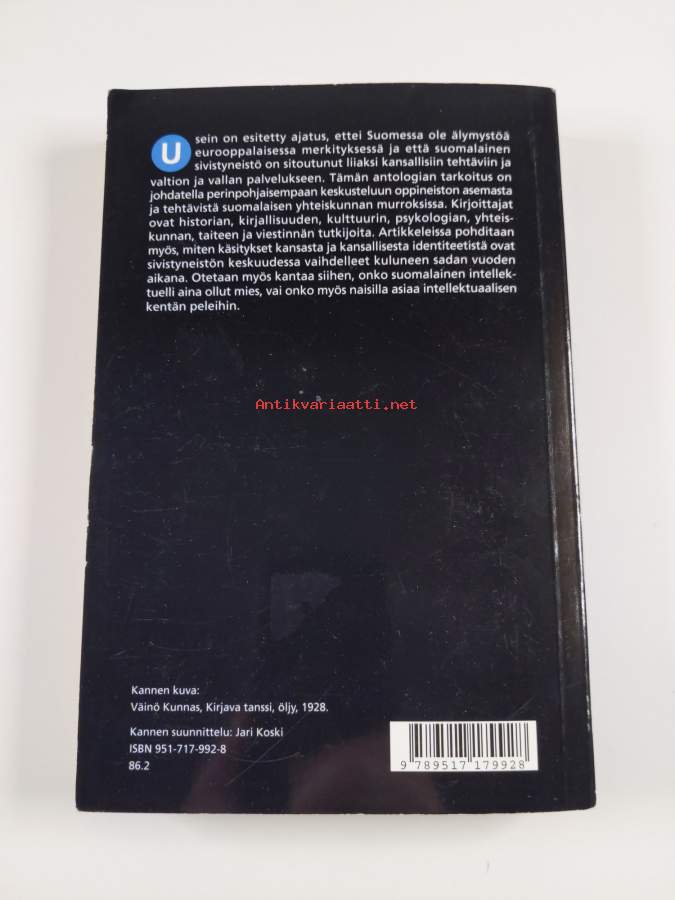 Usein on esitetty ajatus, ettei Suomessa ole älymystöä
eurooppalaisessa merkityksessä ja että suomalainen
sivistyneistö on sitoutunut liiaksi kansallisiin tehtäviin ja
valtion ja vallan palvelukseen. Tämän antologian tarkoitus on
johdatella perinpohjaisempaan keskusteluun oppineiston asemasta
ja tehtävistä suomalaisen yhteiskunnan murroksissa. Kirjoittajat
ovat historian, kirjallisuuden, kulttuurin, psykologian, yhteis-
kunnan, taiteen ja viestinnän tutkijoita. Artikkeleissa pohditaan
myös, miten käsitykset kansasta ja kansallisesta identiteetistä ovat
sivistyneistön keskuudessa vaihdelleet kuluneen sadan vuoden
aikana. Otetaan myös kantaa siihen, onko suomalainen intellek-
tuelli aina ollut mies, vai onko myös naisilla asiaa intellektuaalisen
kentän peleihin.
Antikvariaatti.net
Kannen kuva:
Väinö Kunnas, Kirjava tanssi, öljy, 1928.
Kannen suunnittelu: Jari Koski
ISBN 951-717-992-8
86.2
9 789517 179928